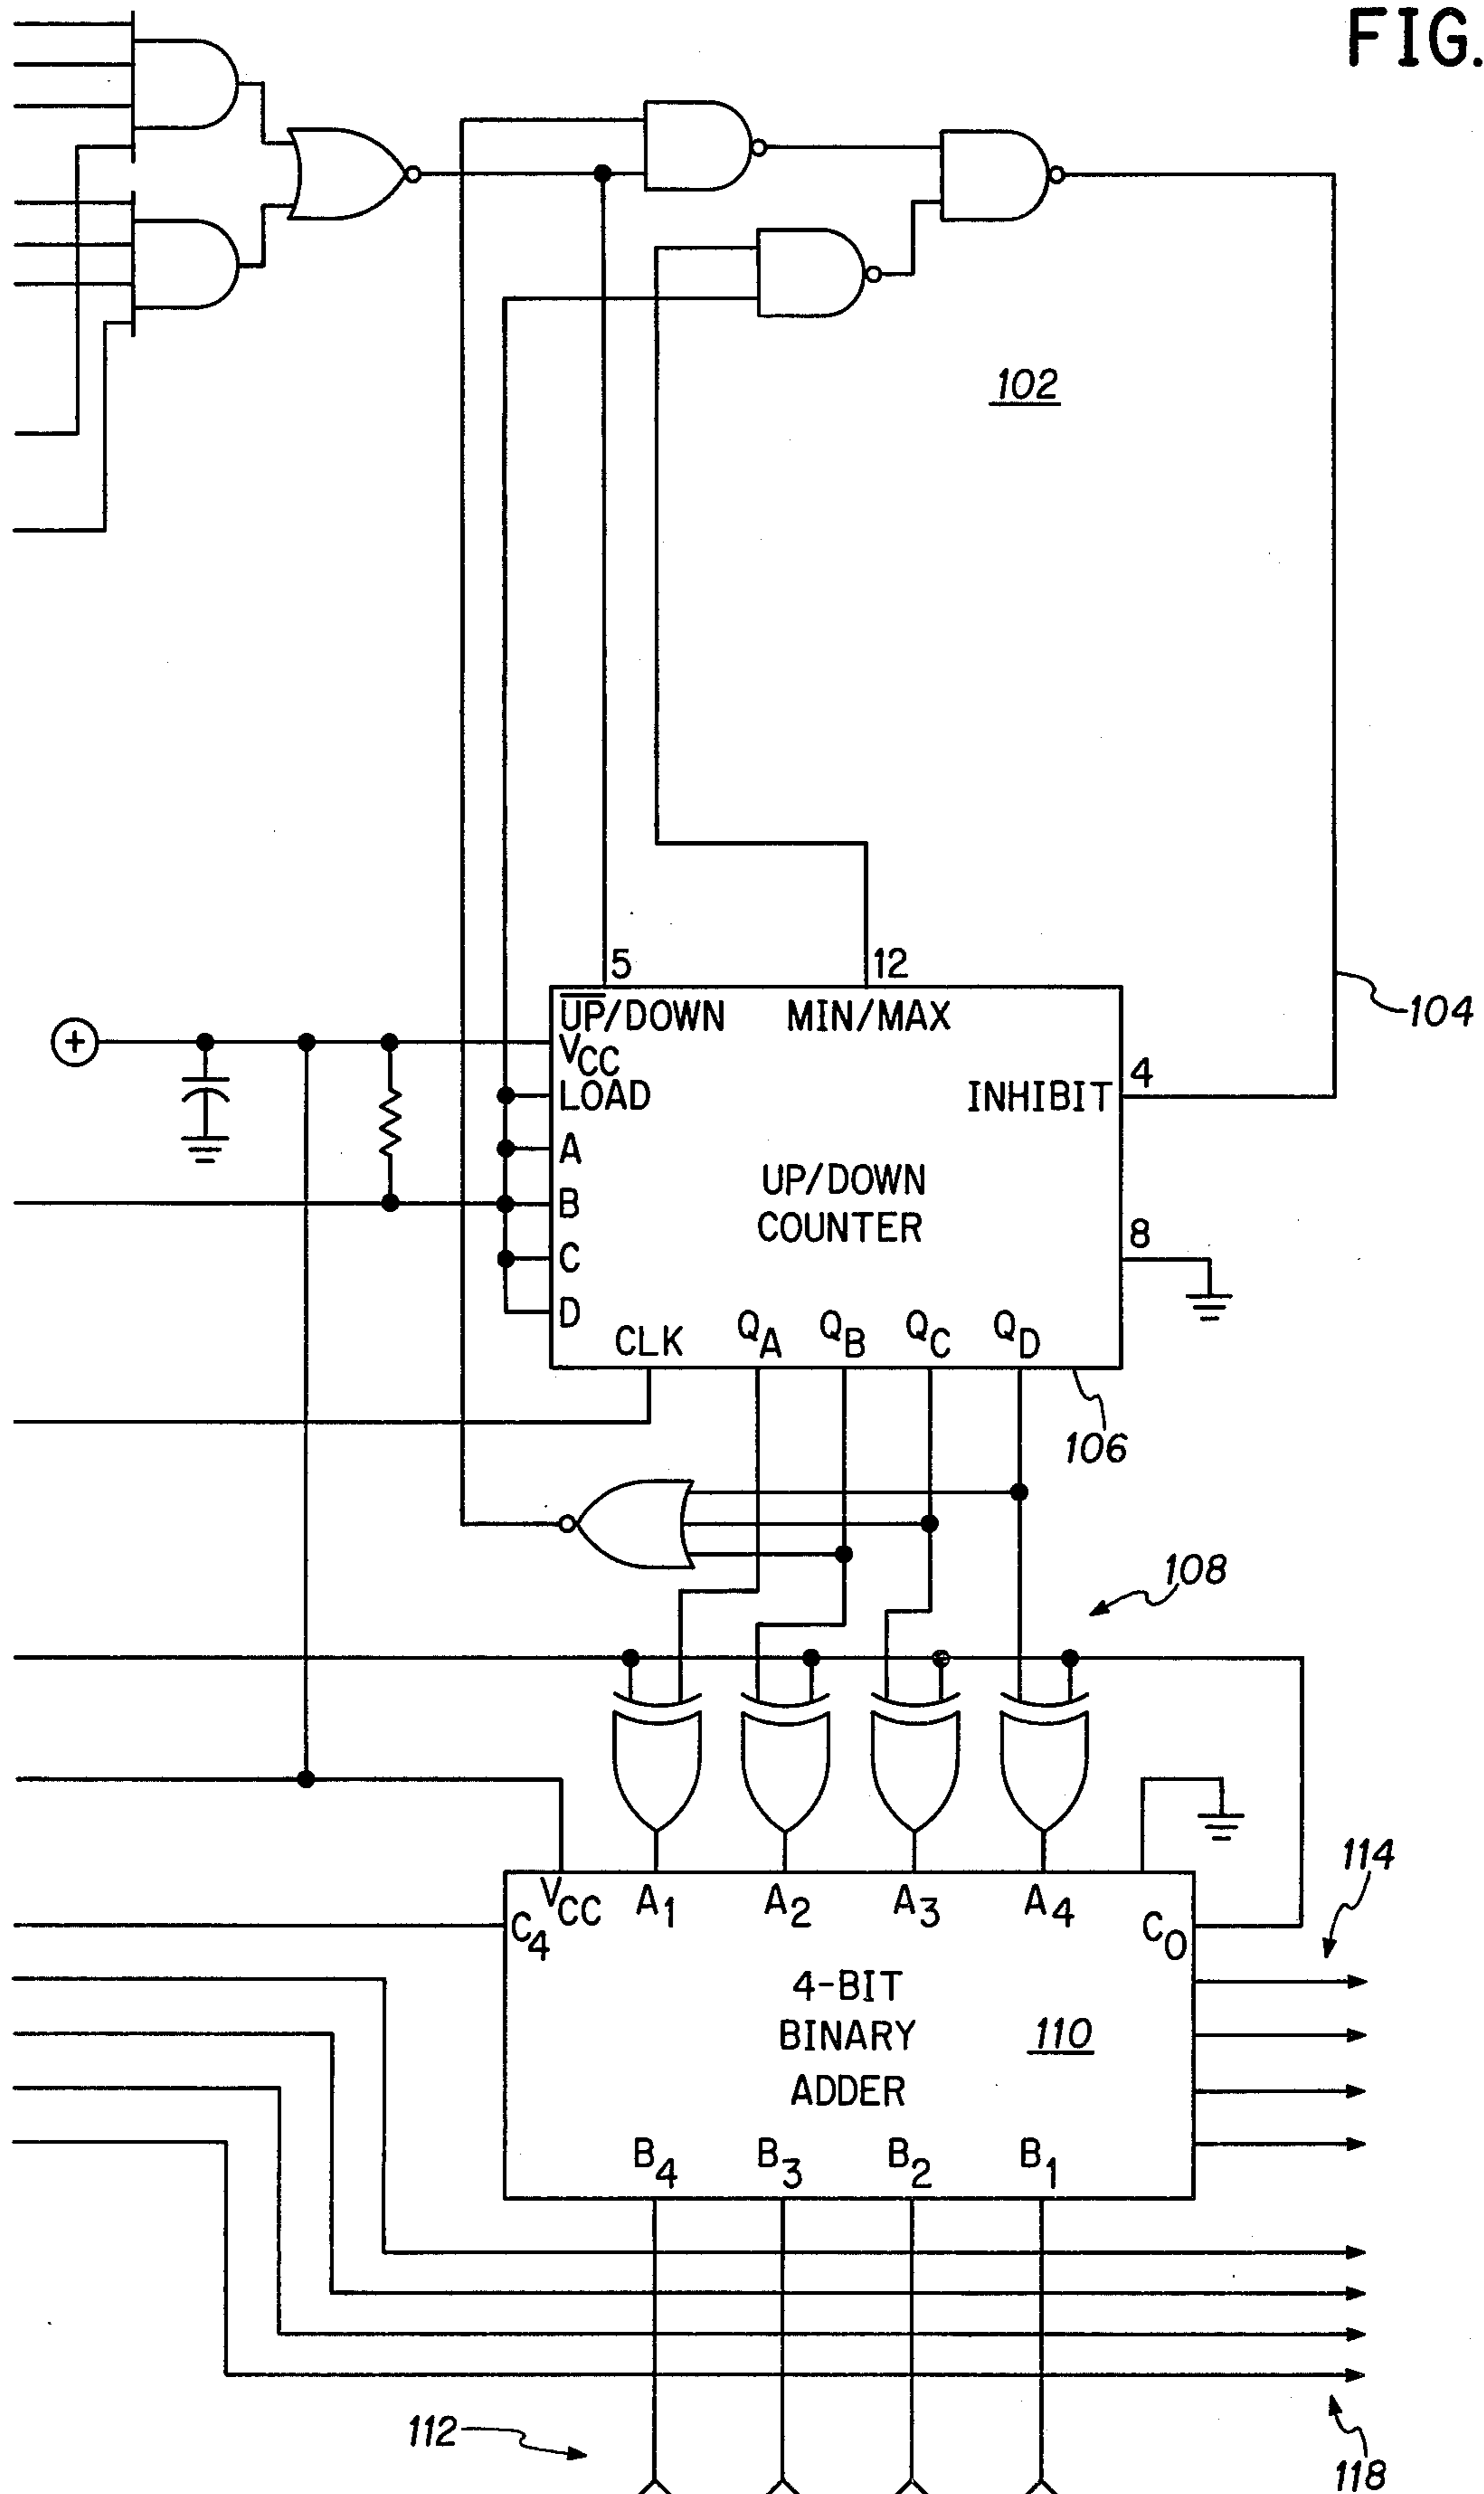 FIG.
102
5
12
UP/DOWN MIN/MAX
104
+
VCC
4
LOAD
INHIBIT
A
UP/DOWN
B
COUNTER
8
C
D
CLK QA QB QC QD
106
108
114
VCC A1 A2 A3 A4
C4
C0
4-BIT
BINARY 110
ADDER
B4 B3 B2 B1
112
118